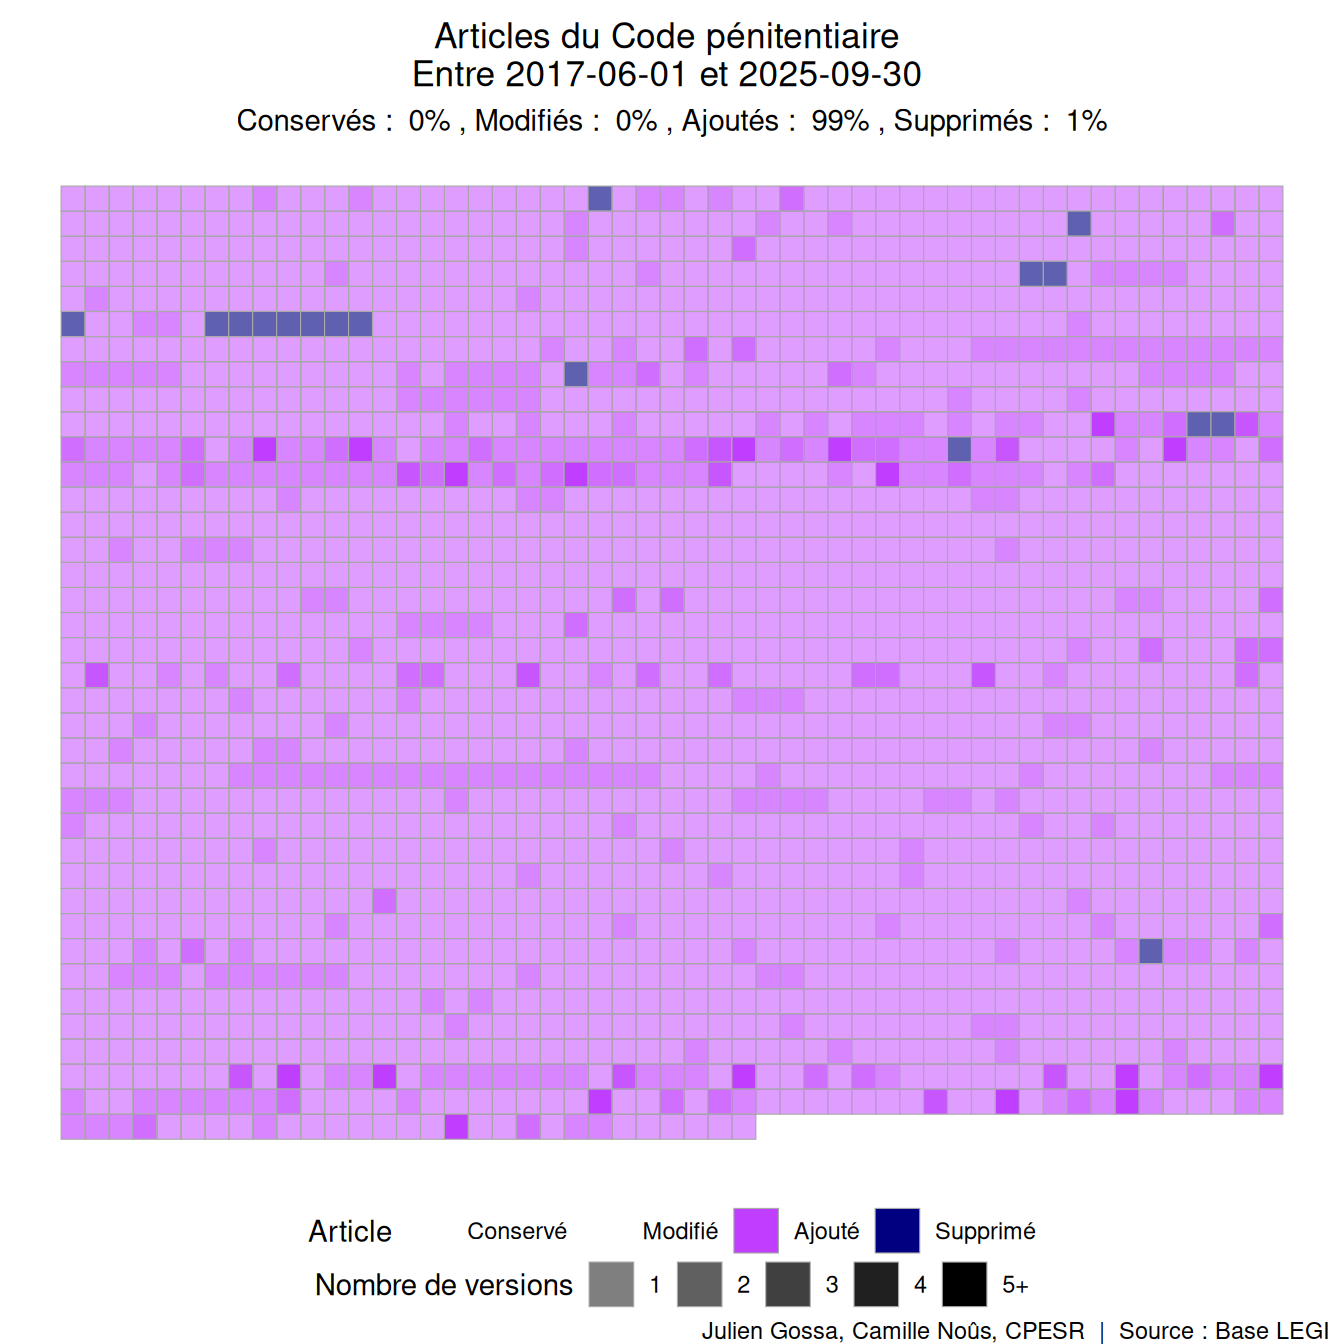 Articles du Code pénitentiaire
Entre 2017-06-01 et 2025-09-30
Conservés :  0% , Modifiés :  0% , Ajoutés :  99% , Supprimés :  1%
Article Conservé Modifié Ajouté Supprimé
Nombre de versions 1 2 3 4 5+
Julien Gossa, Camille Noûs, CPESR | Source : Base LEGI